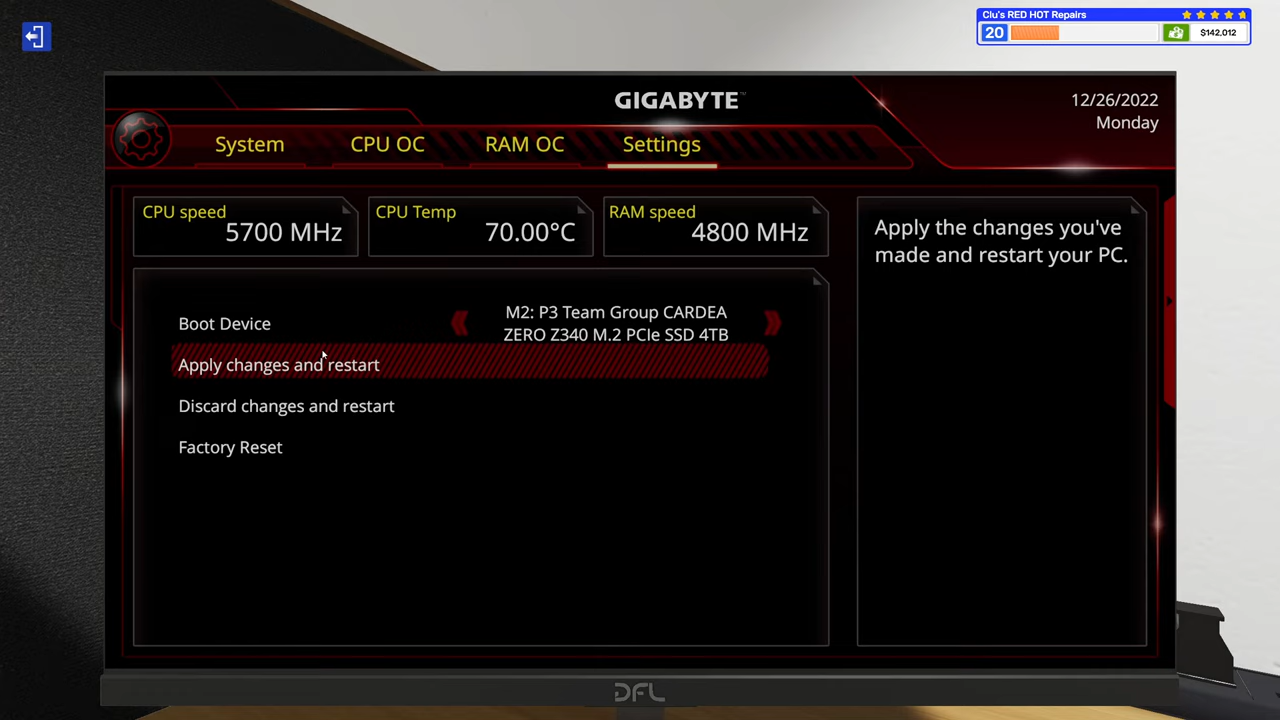 Clu's RED HOT Repairs
20
$142,012
GIGABYTE™
12/26/2022
Monday
System
CPU OC
RAM OC
Settings
CPU speed
5700 MHz
CPU Temp
70.00°C
RAM speed
4800 MHz
Apply the changes you've
made and restart your PC.
Boot Device
M2: P3 Team Group CARDEA
ZERO Z340 M.2 PCIe SSD 4TB
Apply changes and restart
Discard changes and restart
Factory Reset
DFL